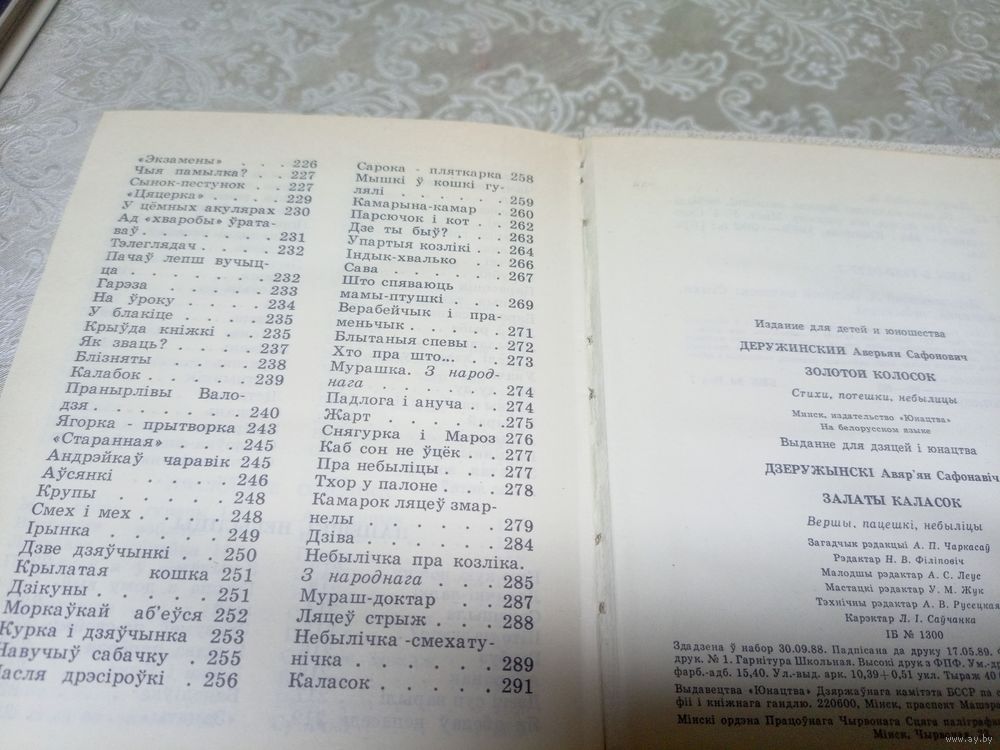 «Экзамены» . . . 226
Чыя памылка? . . 227
Сынок-пестунок . . 227
«Цяцерка» . . . . 229
У цёмных акулярах 230
Ад «хваробы» ўрата-
ваў . . . . . . . 231
Тэлеглядач . . . . 232
Пачаў лепш вучыц-
ца . . . . . . . 232
Гарэза . . . . . 233
На ўроку . . . . 234
У блакіце . . . . 235
Крыўда кніжкі . . 235
Як зваць? . . . . 237
Блізняты . . . . 238
Калабок . . . . . 239
Пранырлівы Вало-
дзя . . . . . . . 240
Ягорка - прытворка 243
«Старанная» . . . 245
Андрэйкаў чаравік 245
Аўсянкі . . . . 246
Крупы . . . . . 248
Смех і мех . . . . 248
Ірынка . . . . . 249
Дзве дзяўчынкі . . 250
Крылатая кошка 251
Дзікуны . . . . . 251
Моркаўкай аб'еўся 252
Курка і дзяўчынка 253
Навучыў сабачку . 255
дрэсіроўкі . 256
Сарока - пляткарка 258
Мышкі ў кошкі гу-
лялі . . . . . . 259
Камарына-камар . 260
Парсючок і кот . . 262
Дзе ты быў? . . . 263
Упартыя козлікі . . 264
Індык-хвалько . . 266
Сава . . . . . . 267
Што спяваюць
мамы-птушкі . . . 269
Верабейчык і пра-
меньчык . . . . . 271
Блытаныя спевы . . 272
Хто пра што... . . 273
Мурашка. З народ-
нага . . . . . . 274
Падлога і ануча . . 274
Жарт . . . . . . 275
Снягурка і Мароз 276
Каб сон не ўцёк . . 277
Пра небыліцы . . . 277
Тхор у палоне . . . 278
Камарок ляцеў змар-
нелы . . . . . . 279
Дзіва . . . . . . 284
Небылічка пра козліка.
З народнага . . . 285
Мураш-доктар . . 287
Ляцеў стрыж . . . 288
Небылічка -смехату-
нічка . . . . . . 289
Каласок . . . . . 291
Издание для детей и юношества
ДЕРУЖИНСКИЙ Аверьян Сафонович
ЗОЛОТОЙ КОЛОСОК
Стихи, потешки, небылицы
Минск, издательство «Юнацтва»
На белорусском языке
Выданне для дзяцей і юнацтва
ДЗЕРУЖЫНСКІ Авяр'ян Сафонавіч
ЗАЛАТЫ КАЛАСОК
Вершы, пацешкі, небыліцы
Загадчык рэдакцыі А. П. Чаркасаў
Рэдактар Н. В. Філіповіч
Малодшы рэдактар А. С. Леус
Мастацкі рэдактар У. М. Жук
Тэхнічны рэдактар А. В. Русецкая
Карэктар Л. І. Саўчанка
ІБ № 1300
Здадзена ў набор 30.09.88. Падпісана да друку 17.05.89.
друк. № 1. Гарнітура Школьная. Высокі друк з ФПФ. Ум.-др
фарб.-адб. 15,40. Ул.-выд. арк. 10,39+0,51 укл. Тыраж 40
Выдавецтва «Юнацтва» Дзяржаўнага камітэта БССР па
фіі і кніжнага гандлю. 220600, Мінск, праспект
Мінскі ордэна Працоўнага Чырвонага Сцяга
Мінск, Чырвоная,
www.ay.by